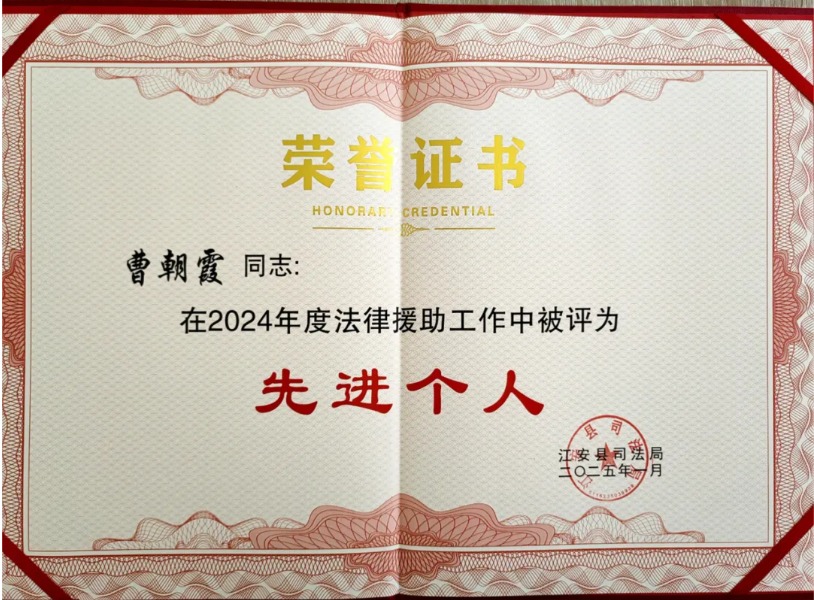 荣誉证书
HONORARY CREDENTIAL
曹朝霞 同志:
在2024年度法律援助工作中被评为
先进个人
江安县司法局
二〇二五年一月